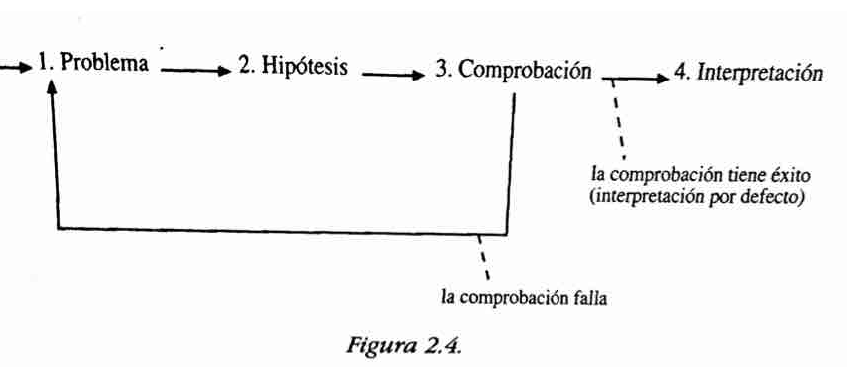 1. Problema 2. Hipótesis 3. Comprobación 4. Interpretación
la comprobación tiene éxito
(interpretación por defecto)
la comprobación falla
Figura 2.4.